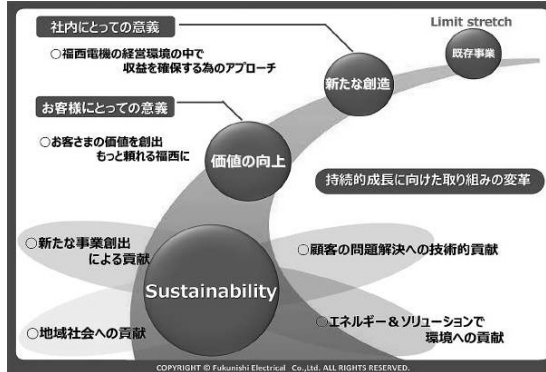 社内にとっての意義
○福西電機の経営環境の中で
収益を確保する為のアプローチ
Limit stretch
既存事業
新たな創造
お客様にとっての意義
○お客さまの価値を創出
もっと頼れる福西に
価値の向上
持続的成長に向けた取り組みの変革
○新たな事業創出
による貢献
○顧客の問題解決への技術的貢献
Sustainability
○地域社会への貢献
○エネルギー＆ソリューションで
環境への貢献
COPYRIGHT © Fukunishi Electrical Co.,Ltd. ALL RIGHTS RESERVED.